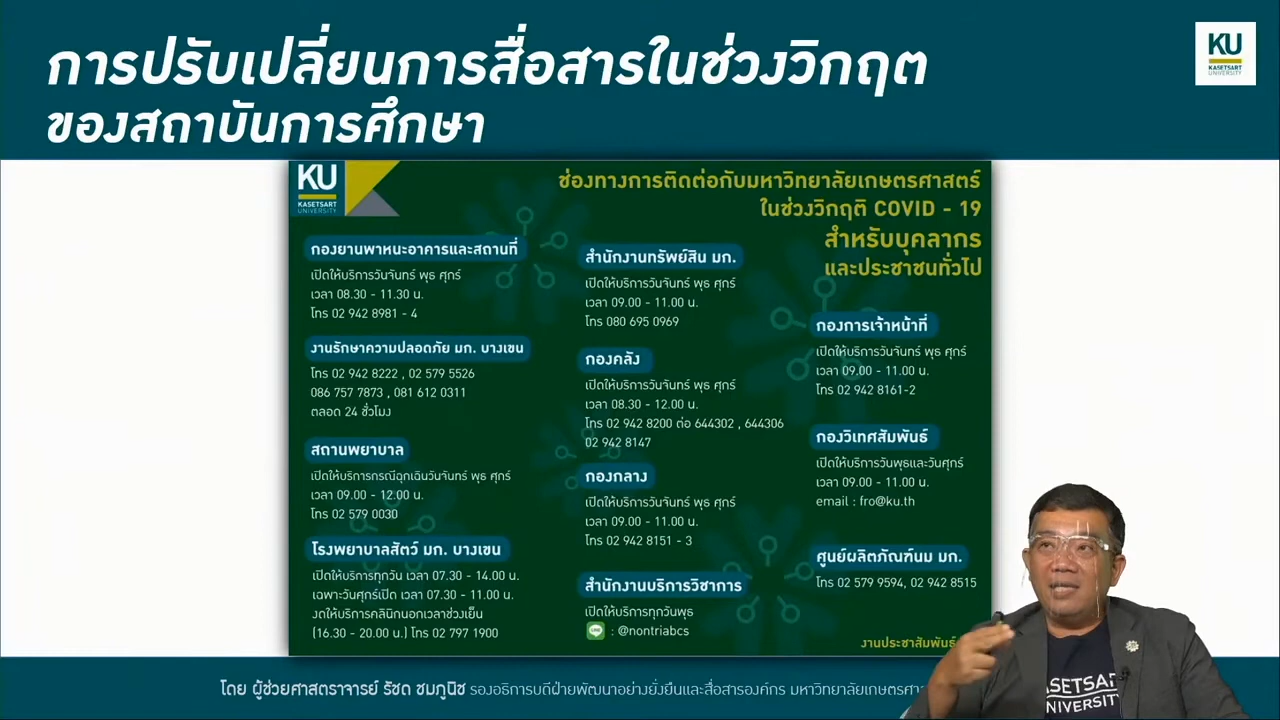 การปรับเปลี่ยนการสื่อสารในช่วงวิกฤต
ของสถาบันการศึกษา
KU
KASETSART
UNIVERSITY
KU
KASETSART
UNIVERSITY
ช่องทางการติดต่อกับมหาวิทยาลัยเกษตรศาสตร์
ในช่วงวิกฤติ COVID - 19
สำหรับบุคลากร
และประชาชนทั่วไป
กองยานพาหนะอาคารและสถานที่
เปิดให้บริการวันจันทร์ พุธ ศุกร์
เวลา 08.30 - 11.30 น.
โทร 02 942 8981 - 4
งานรักษาความปลอดภัย มก. บางเขน
โทร 02 942 8222 , 02 579 5526
086 757 7873 , 081 612 0311
ตลอด 24 ชั่วโมง
สถานพยาบาล
เปิดให้บริการกรณีฉุกเฉินวันจันทร์ พุธ ศุกร์
เวลา 09.00 - 12.00 น.
โทร 02 579 0030
โรงพยาบาลสัตว์ มก. บางเขน
เปิดให้บริการทุกวัน เวลา 07.30 - 14.00 น.
เฉพาะวันศุกร์เปิด เวลา 07.30 - 11.00 น.
งดให้บริการคลินิกนอกเวลาช่วงเย็น
(16.30 - 20.00 น.) โทร 02 797 1900
สำนักงานทรัพย์สิน มก.
เปิดให้บริการวันจันทร์ พุธ ศุกร์
เวลา 09.00 - 11.00 น.
โทร 080 695 0969
กองคลัง
เปิดให้บริการวันจันทร์ พุธ ศุกร์
เวลา 08.30 - 12.00 น.
โทร 02 942 8200 ต่อ 644302 , 644306
02 942 8147
กองกลาง
เปิดให้บริการวันจันทร์ พุธ ศุกร์
เวลา 09.00 - 11.00 น.
โทร 02 942 8151 - 3
สำนักงานบริการวิชาการ
เปิดให้บริการทุกวันพุธ
LINE : @nontriabcs
กองการเจ้าหน้าที่
เปิดให้บริการวันจันทร์ พุธ ศุกร์
เวลา 09.00 - 11.00 น.
โทร 02 942 8161-2
กองวิเทศสัมพันธ์
เปิดให้บริการวันพุธและวันศุกร์
เวลา 09.00 - 11.00 น.
email : fro@ku.th
ศูนย์ผลิตภัณฑ์นม มก.
โทร 02 579 9594, 02 942 8515
งานประชาสัมพันธ์
โดย ผู้ช่วยศาสตราจารย์ รัชด ชมภูนิช รองอธิการบดีฝ่ายพัฒนาอย่างยั่งยืนและสื่อสารองค์กร มหาวิทยาลัยเกษตรศา
KASETSART
UNIVERSITY